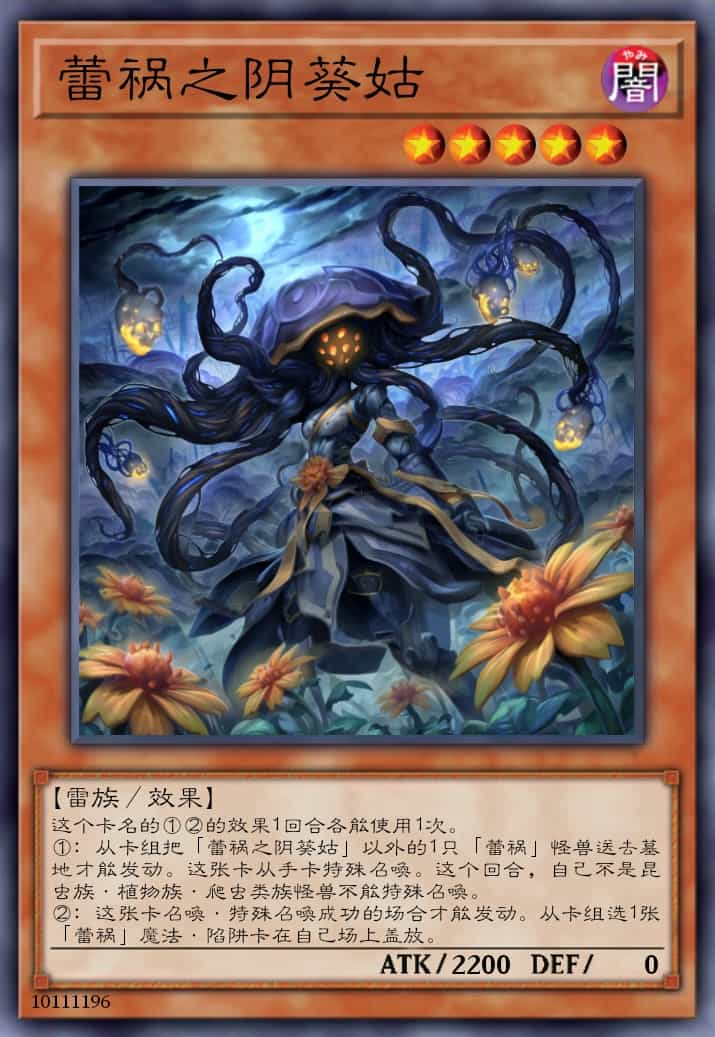 蕾祸之阴葵姑
やみ
闇
【雷族／效果】
这个卡名的①②的效果1回合各能使用1次。
①：从卡组把「蕾祸之阴葵姑」以外的1只「蕾祸」怪兽送去墓
地才能发动。这张卡从手卡特殊召唤。这个回合，自己不是昆
虫族·植物族·爬虫类族怪兽不能特殊召唤。
②：这张卡召唤·特殊召唤成功的场合才能发动。从卡组选1张
「蕾祸」魔法·陷阱卡在自己场上盖放。
ATK/2200 DEF/ 0
10111196